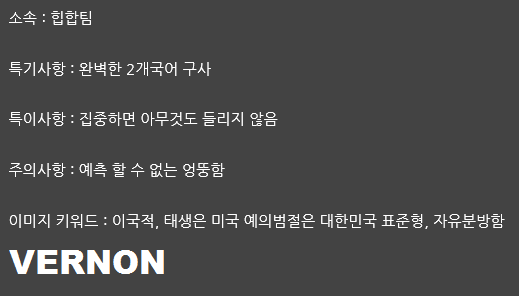 소속 : 힙합팀
특기사항 : 완벽한 2개국어 구사
특이사항 : 집중하면 아무것도 들리지 않음
주의사항 : 예측 할 수 없는 엉뚱함
이미지 키워드 : 이국적, 태생은 미국 예의범절은 대한민국 표준형, 자유분방함
VERNON